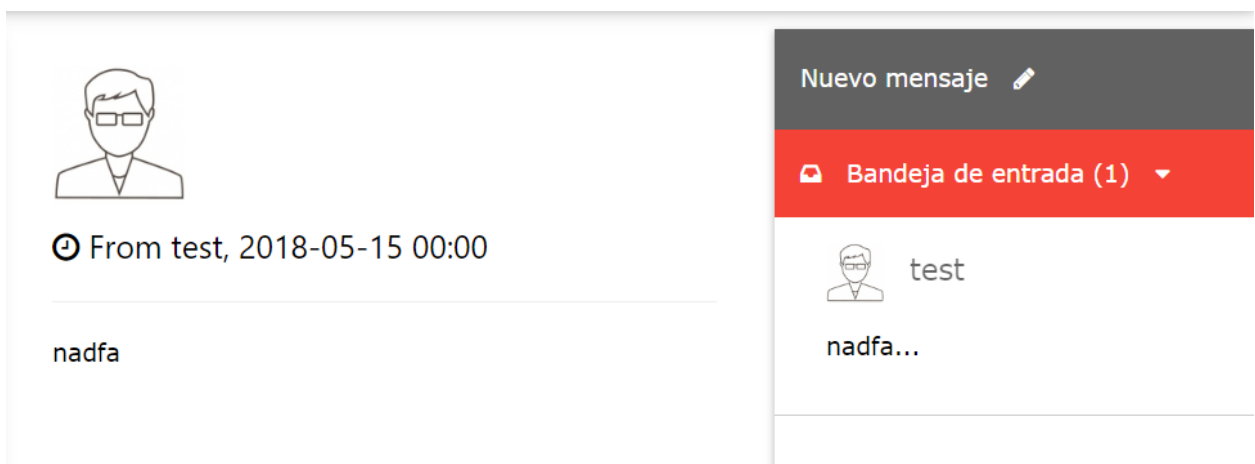 From test, 2018-05-15 00:00
nadfa
Nuevo mensaje
Bandeja de entrada (1)
test
nadfa...